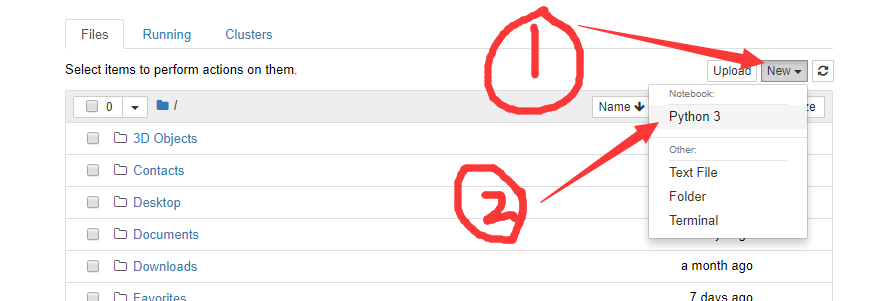 Files Running Clusters
Select items to perform actions on them.
Upload New
0 / Name
Notebook:
Python 3
Other:
Text File
Folder
Terminal
3D Objects
Contacts
Desktop
Documents
Downloads a month ago
Favorites 7 days ago
1
2